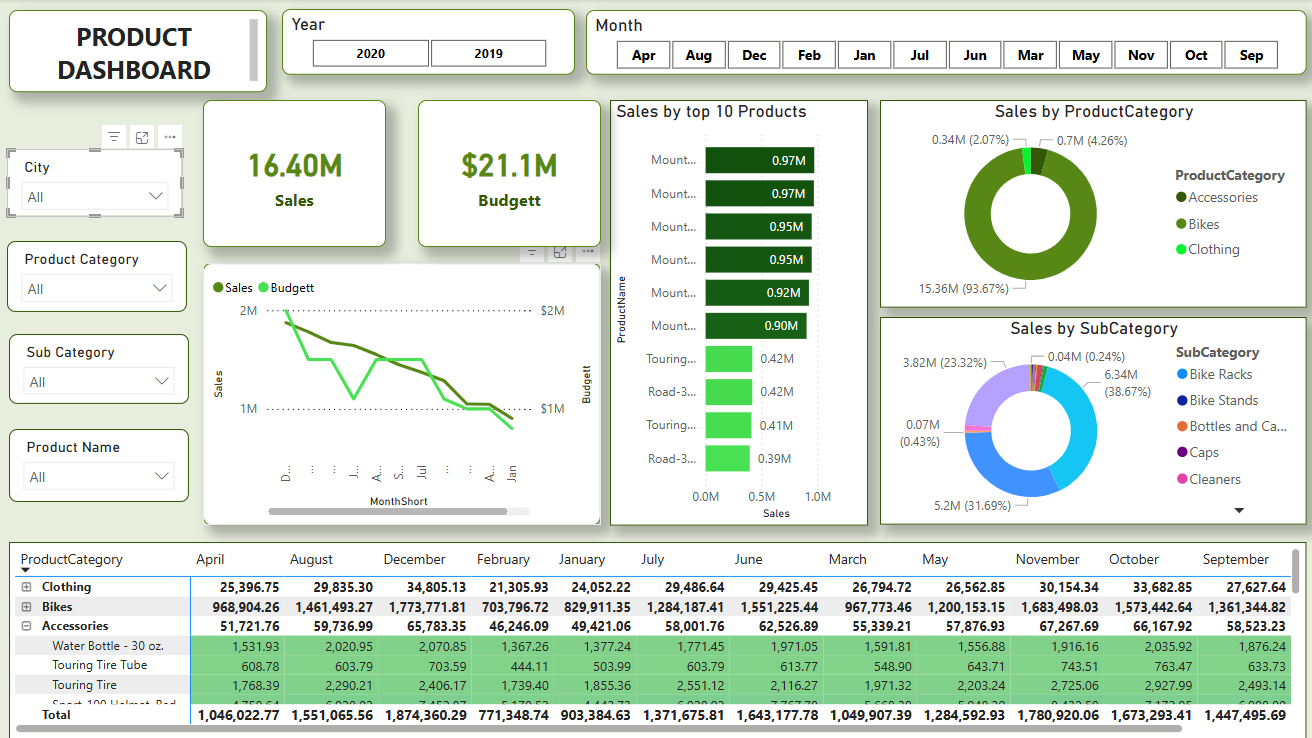 PRODUCT
DASHBOARD
Year
2020 2019
Month
Apr Aug Dec Feb Jan Jul Jun Mar May Nov Oct Sep
City
All
Product Category
All
Sub Category
All
Product Name
All
16.40M
Sales
$21.1M
Budgett
Sales Budgett
2M $2M
1M $1M
Sales
Budgett
D... ... ... J... A... S... Jul ... ... A... Jan
MonthShort
Sales by top 10 Products
ProductName
Mount... 0.97M
Mount... 0.97M
Mount... 0.95M
Mount... 0.95M
Mount... 0.92M
Mount... 0.90M
Touring... 0.42M
Road-3... 0.42M
Touring... 0.41M
Road-3... 0.39M
0.0M 0.5M 1.0M
Sales
Sales by ProductCategory
0.34M (2.07%) 0.7M (4.26%)
15.36M (93.67%)
ProductCategory
Accessories
Bikes
Clothing
Sales by SubCategory
3.82M (23.32%) 0.04M (0.24%)
6.34M
(38.67%)
0.07M
(0.43%)
5.2M (31.69%)
SubCategory
Bike Racks
Bike Stands
Bottles and Ca...
Caps
Cleaners
ProductCategory April August December February January July June March May November October September
Clothing 25,396.75 29,835.30 34,805.13 21,305.93 24,052.22 29,486.64 29,425.45 26,794.72 26,562.85 30,154.34 33,682.85 27,627.64
Bikes 968,904.26 1,461,493.27 1,773,771.81 703,796.72 829,911.35 1,284,187.41 1,551,225.44 967,773.46 1,200,153.15 1,683,498.03 1,573,442.64 1,361,344.82
Accessories 51,721.76 59,736.99 65,783.35 46,246.09 49,421.06 58,001.76 62,526.89 55,339.21 57,876.93 67,267.69 66,167.92 58,523.23
Water Bottle - 30 oz. 1,531.93 2,020.95 2,070.85 1,367.26 1,377.24 1,771.45 1,971.05 1,591.81 1,556.88 1,916.16 2,035.92 1,876.24
Touring Tire Tube 608.78 603.79 703.59 444.11 503.99 603.79 613.77 548.90 643.71 743.51 763.47 633.73
Touring Tire 1,768.39 2,290.21 2,406.17 1,739.40 1,855.36 2,551.12 2,116.27 1,971.32 2,203.24 2,725.06 2,927.99 2,493.14
Total 1,046,022.77 1,551,065.56 1,874,360.29 771,348.74 903,384.63 1,371,675.81 1,643,177.78 1,049,907.39 1,284,592.93 1,780,920.06 1,673,293.41 1,447,495.69